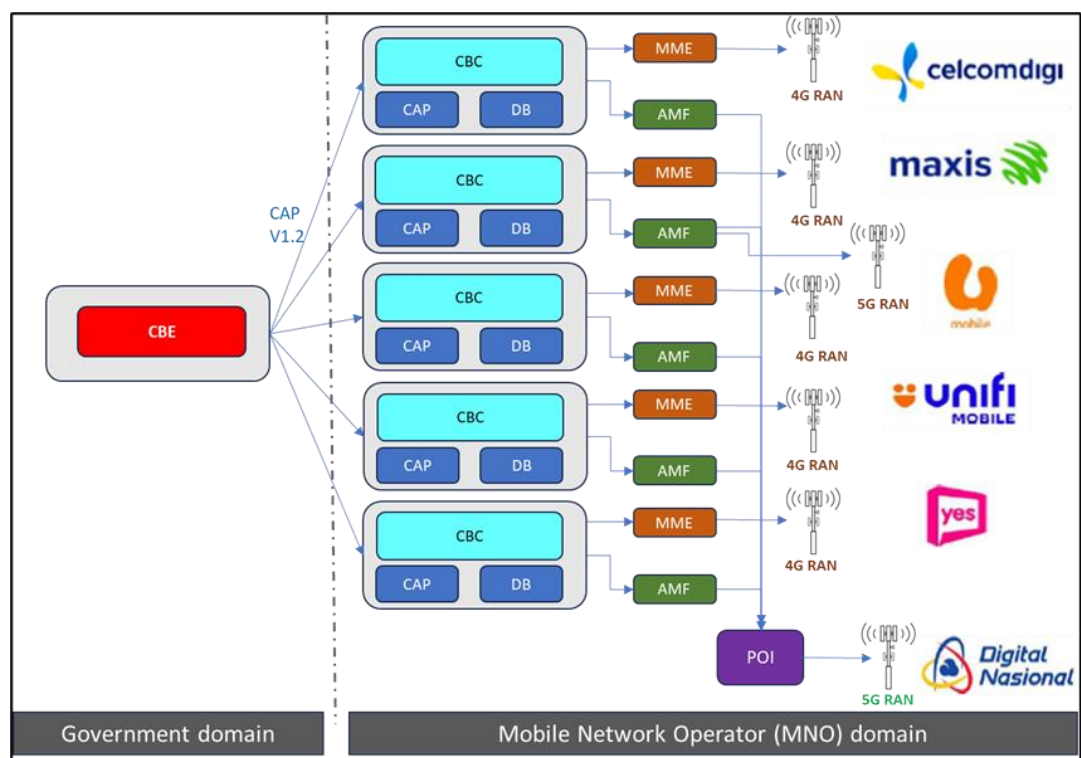 CBC
CAP
DB
MME
AMF
4G RAN
celcomdigi
CBC
CAP
DB
MME
AMF
4G RAN
maxis
CAP
V1.2
5G RAN
CBE
CBC
CAP
DB
MME
AMF
4G RAN
mobile
CBC
CAP
DB
MME
AMF
4G RAN
UNIFI
MOBILE
CBC
CAP
DB
MME
AMF
4G RAN
yes
POI
5G RAN
Digital
Nasional
Government domain
Mobile Network Operator (MNO) domain